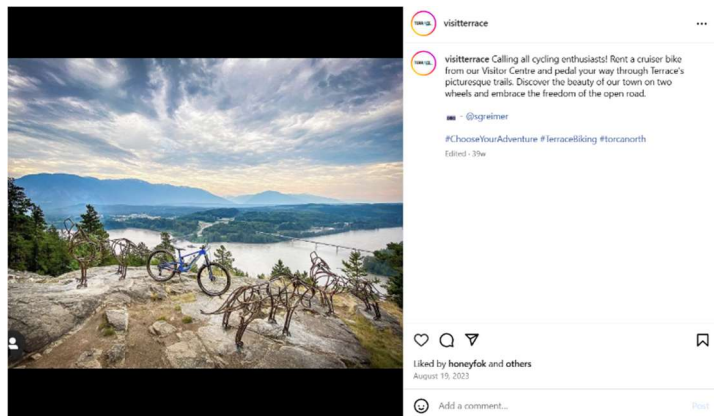 visitterrace
visitterrace Calling all cycling enthusiasts! Rent a cruiser bike
from our Visitor Centre and pedal your way through Terrace's
picturesque trails. Discover the beauty of our town on two
wheels and embrace the freedom of the open road.
- @sgreimer
#ChooseYourAdventure #TerraceBiking #torcanorth
Edited · 39w
Liked by honeyfok and others
August 19, 2023
Add a comment...
Post